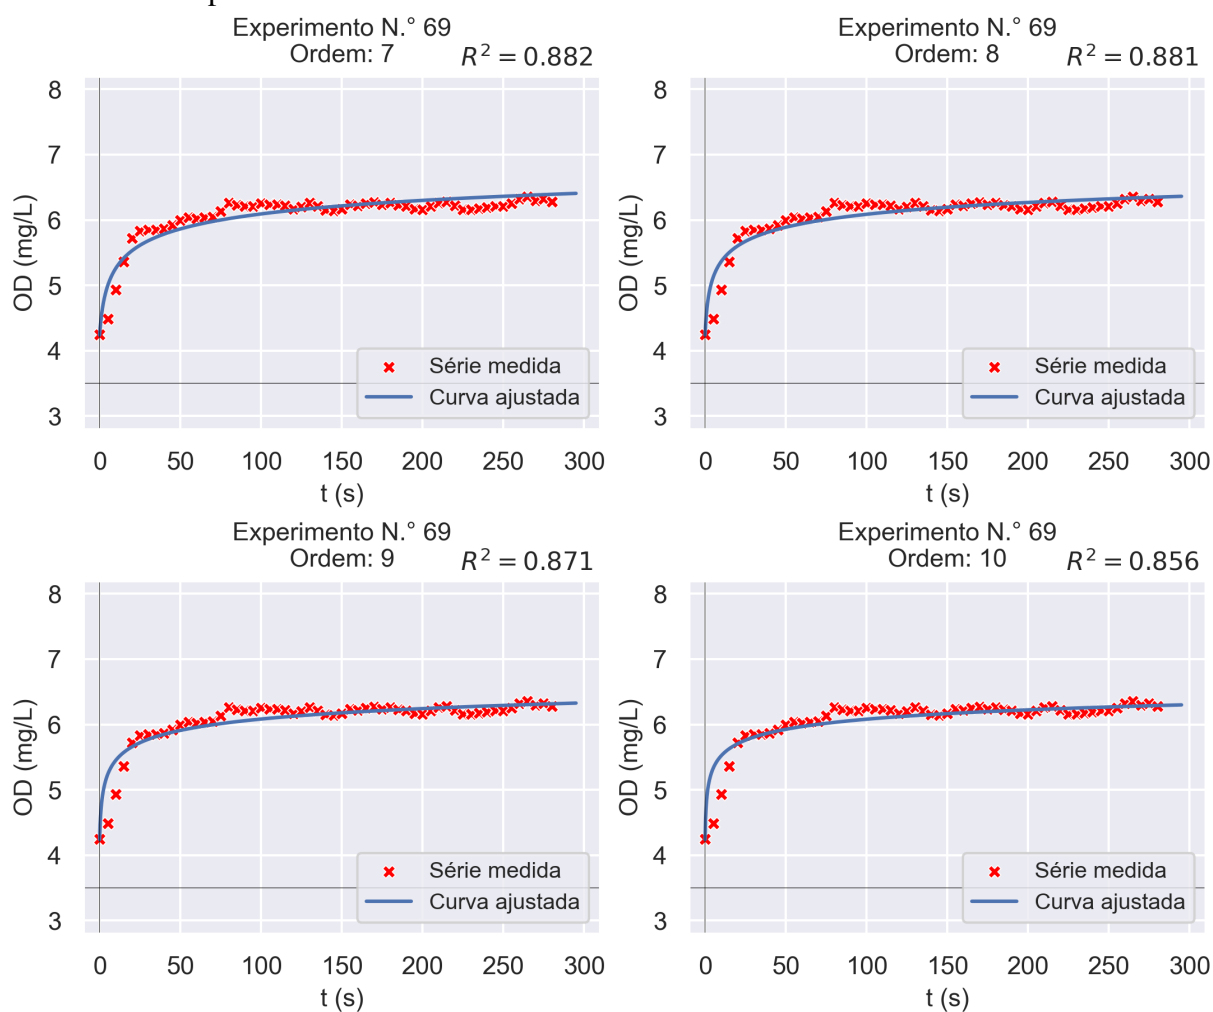 Experimento N.° 69
Ordem: 7 R² = 0.882
8
7
6
5
4
3
OD (mg/L)
Série medida
Curva ajustada
0 50 100 150 200 250 300
t (s)
Experimento N.° 69
Ordem: 8 R² = 0.881
8
7
6
5
4
3
OD (mg/L)
Série medida
Curva ajustada
0 50 100 150 200 250 300
t (s)
Experimento N.° 69
Ordem: 9 R² = 0.871
8
7
6
5
4
3
OD (mg/L)
Série medida
Curva ajustada
0 50 100 150 200 250 300
t (s)
Experimento N.° 69
Ordem: 10 R² = 0.856
8
7
6
5
4
3
OD (mg/L)
Série medida
Curva ajustada
0 50 100 150 200 250 300
t (s)